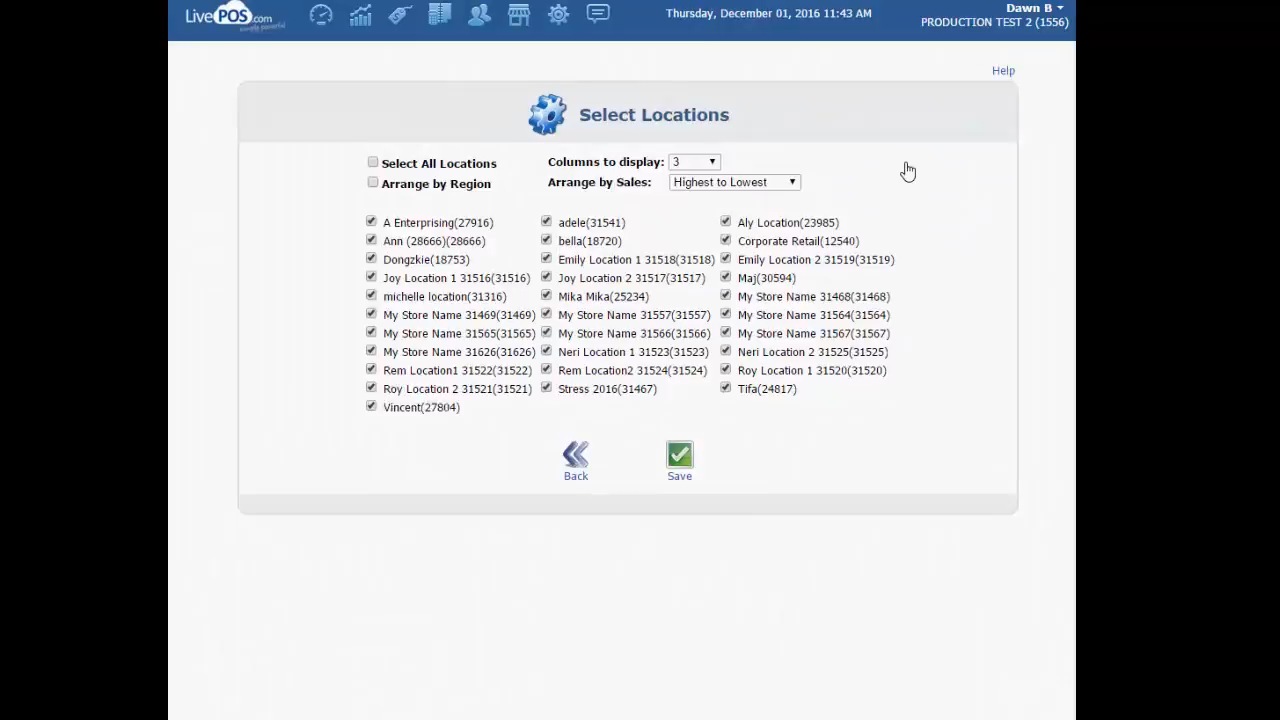 LivePOS.com
simple powerful
Thursday, December 01, 2016 11:43 AM
Dawn B
PRODUCTION TEST 2 (1556)
Help
Select Locations
Select All Locations
Columns to display: 3
Arrange by Region
Arrange by Sales: Highest to Lowest
A Enterprising(27916) adele(31541) Aly Location(23985)
Ann (28666)(28666) bella(18720) Corporate Retail(12540)
Dongzkie(18753) Emily Location 1 31518(31518) Emily Location 2 31519(31519)
Joy Location 1 31516(31516) Joy Location 2 31517(31517) Maj(30594)
michelle location(31316) Mika Mika(25234) My Store Name 31468(31468)
My Store Name 31469(31469) My Store Name 31557(31557) My Store Name 31564(31564)
My Store Name 31565(31565) My Store Name 31566(31566) My Store Name 31567(31567)
My Store Name 31626(31626) Neri Location 1 31523(31523) Neri Location 2 31525(31525)
Rem Location1 31522(31522) Rem Location2 31524(31524) Roy Location 1 31520(31520)
Roy Location 2 31521(31521) Stress 2016(31467) Tifa(24817)
Vincent(27804)
Back Save